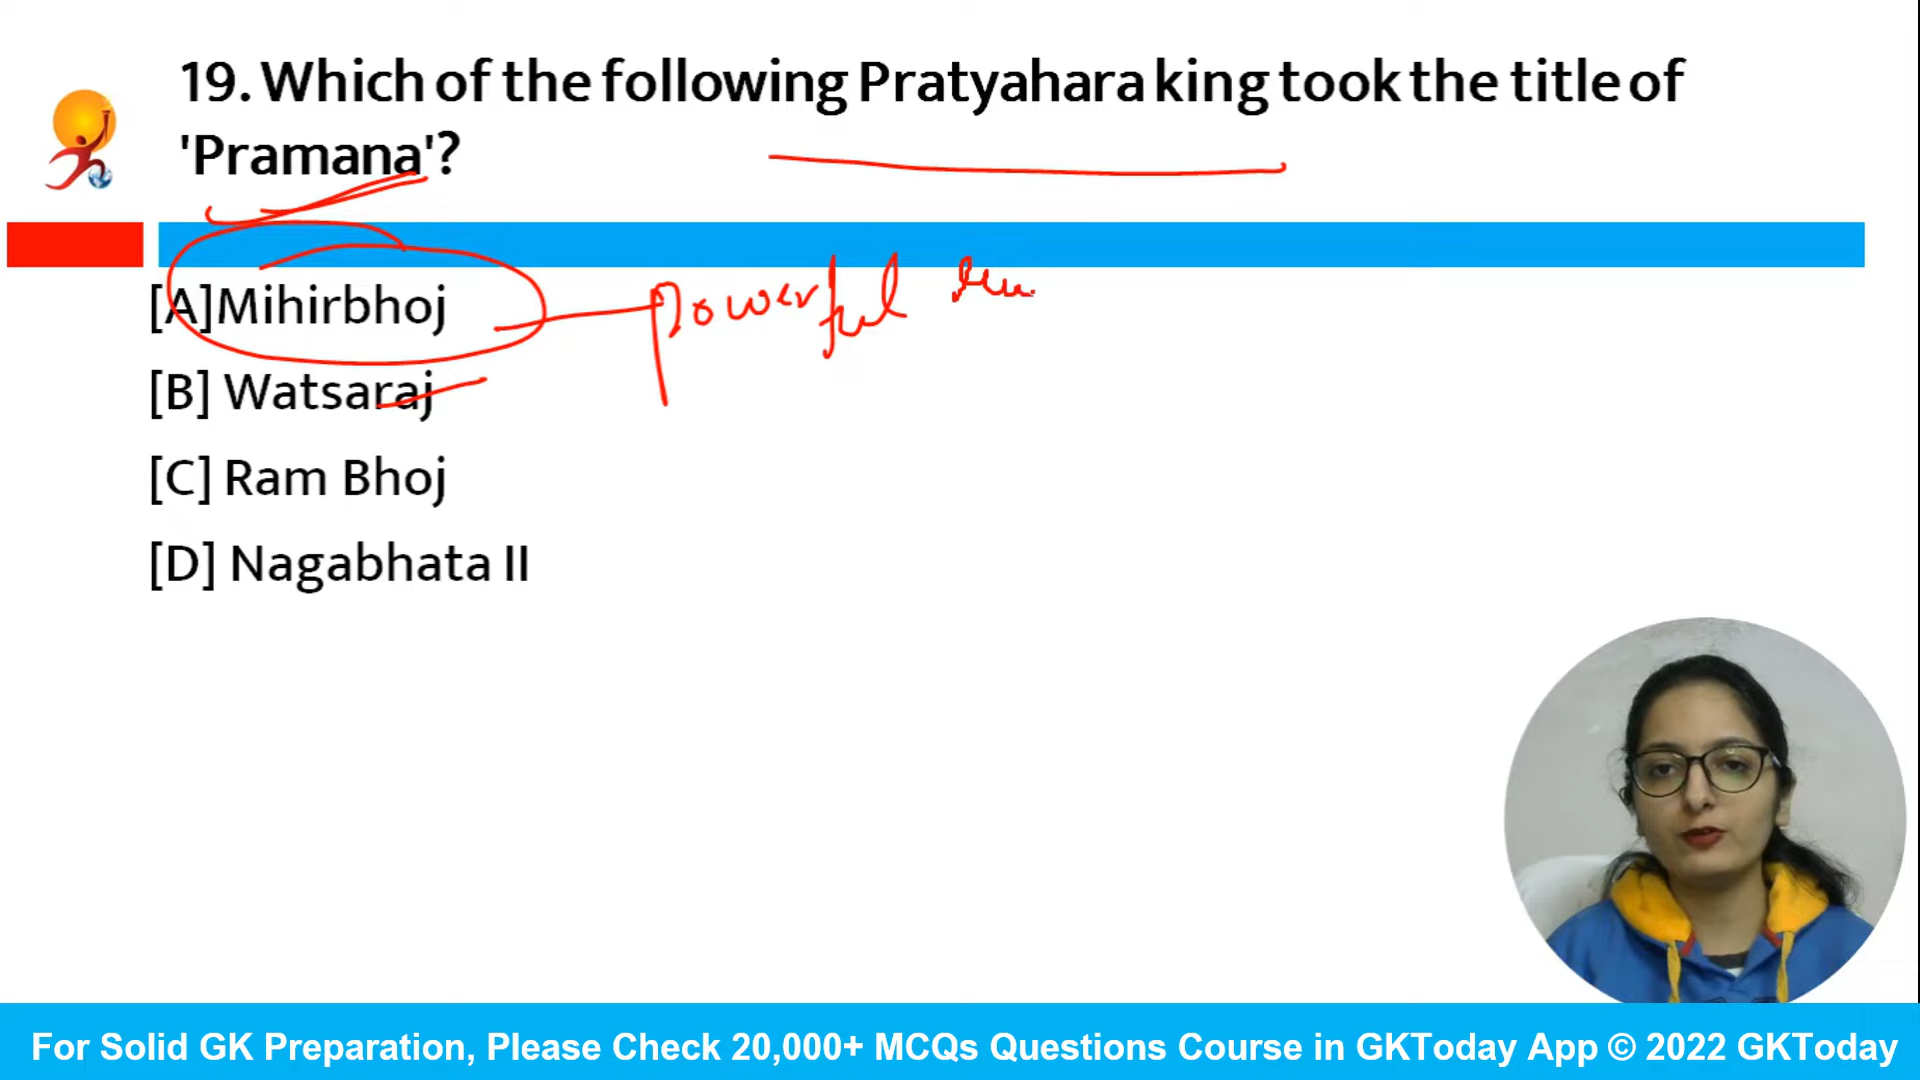 19. Which of the following Pratyahara king took the title of
'Pramana'?
[A]Mihirbhoj
powerful
[B] Watsaraj
[C] Ram Bhoj
[D] Nagabhata II
For Solid GK Preparation, Please Check 20,000+ MCQs Questions Course in GKToday App © 2022 GKToday